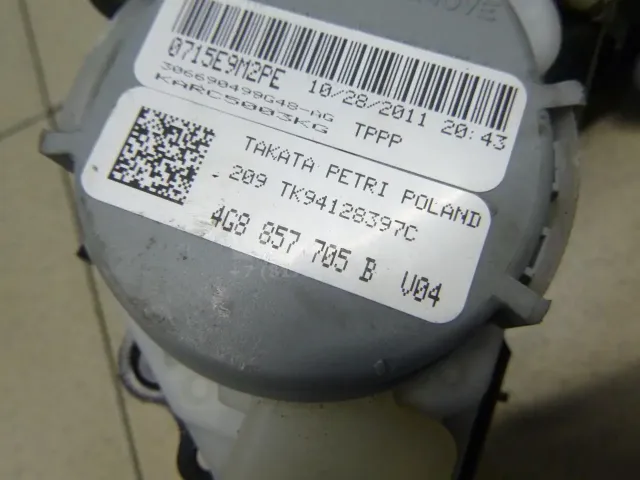 0715E9M2PE 10/28/2011 20:43
306690499G48-AG
KARC5003KG TPPP
TAKATA PETRI POLAND
209 TK94128397C
4G8 857 705 B V04